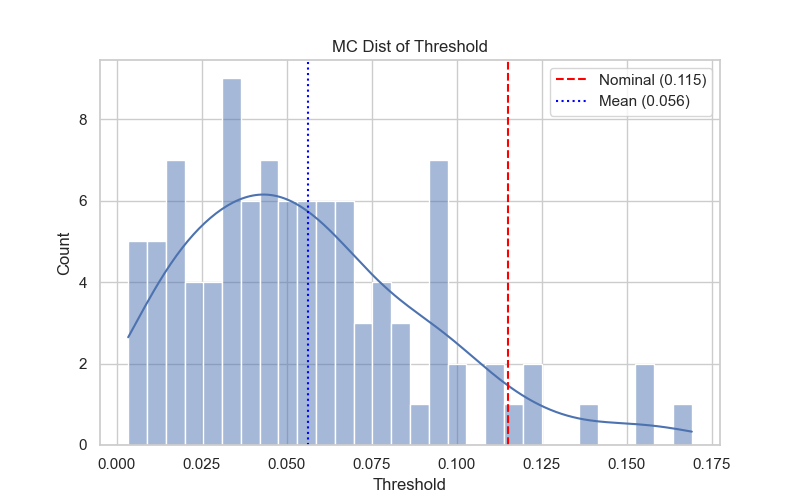 MC Dist of Threshold
Nominal (0.115)
Mean (0.056)
Count
8
6
4
2
0
0.000 0.025 0.050 0.075 0.100 0.125 0.150 0.175
Threshold